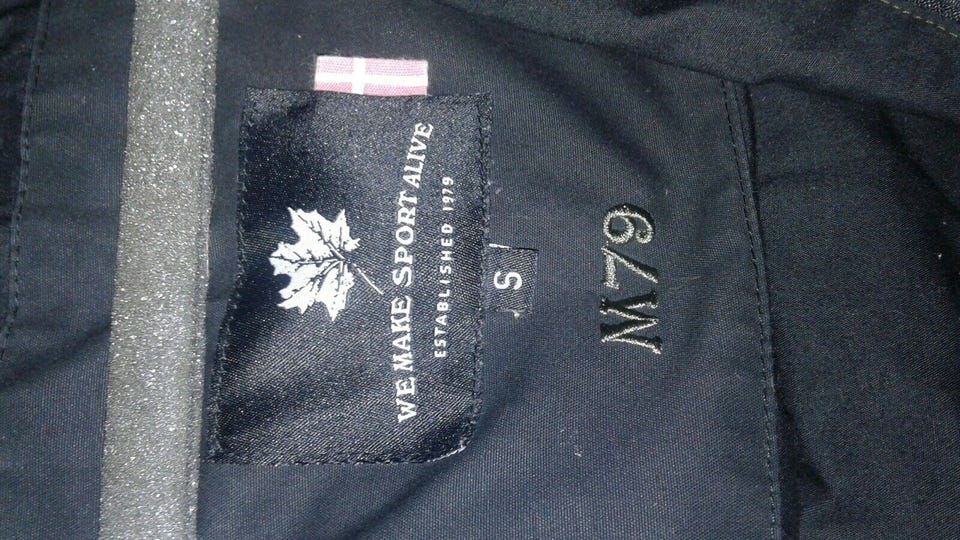 WE MAKE SPORT ALIVE
ESTABLISHED 1979
S
M79